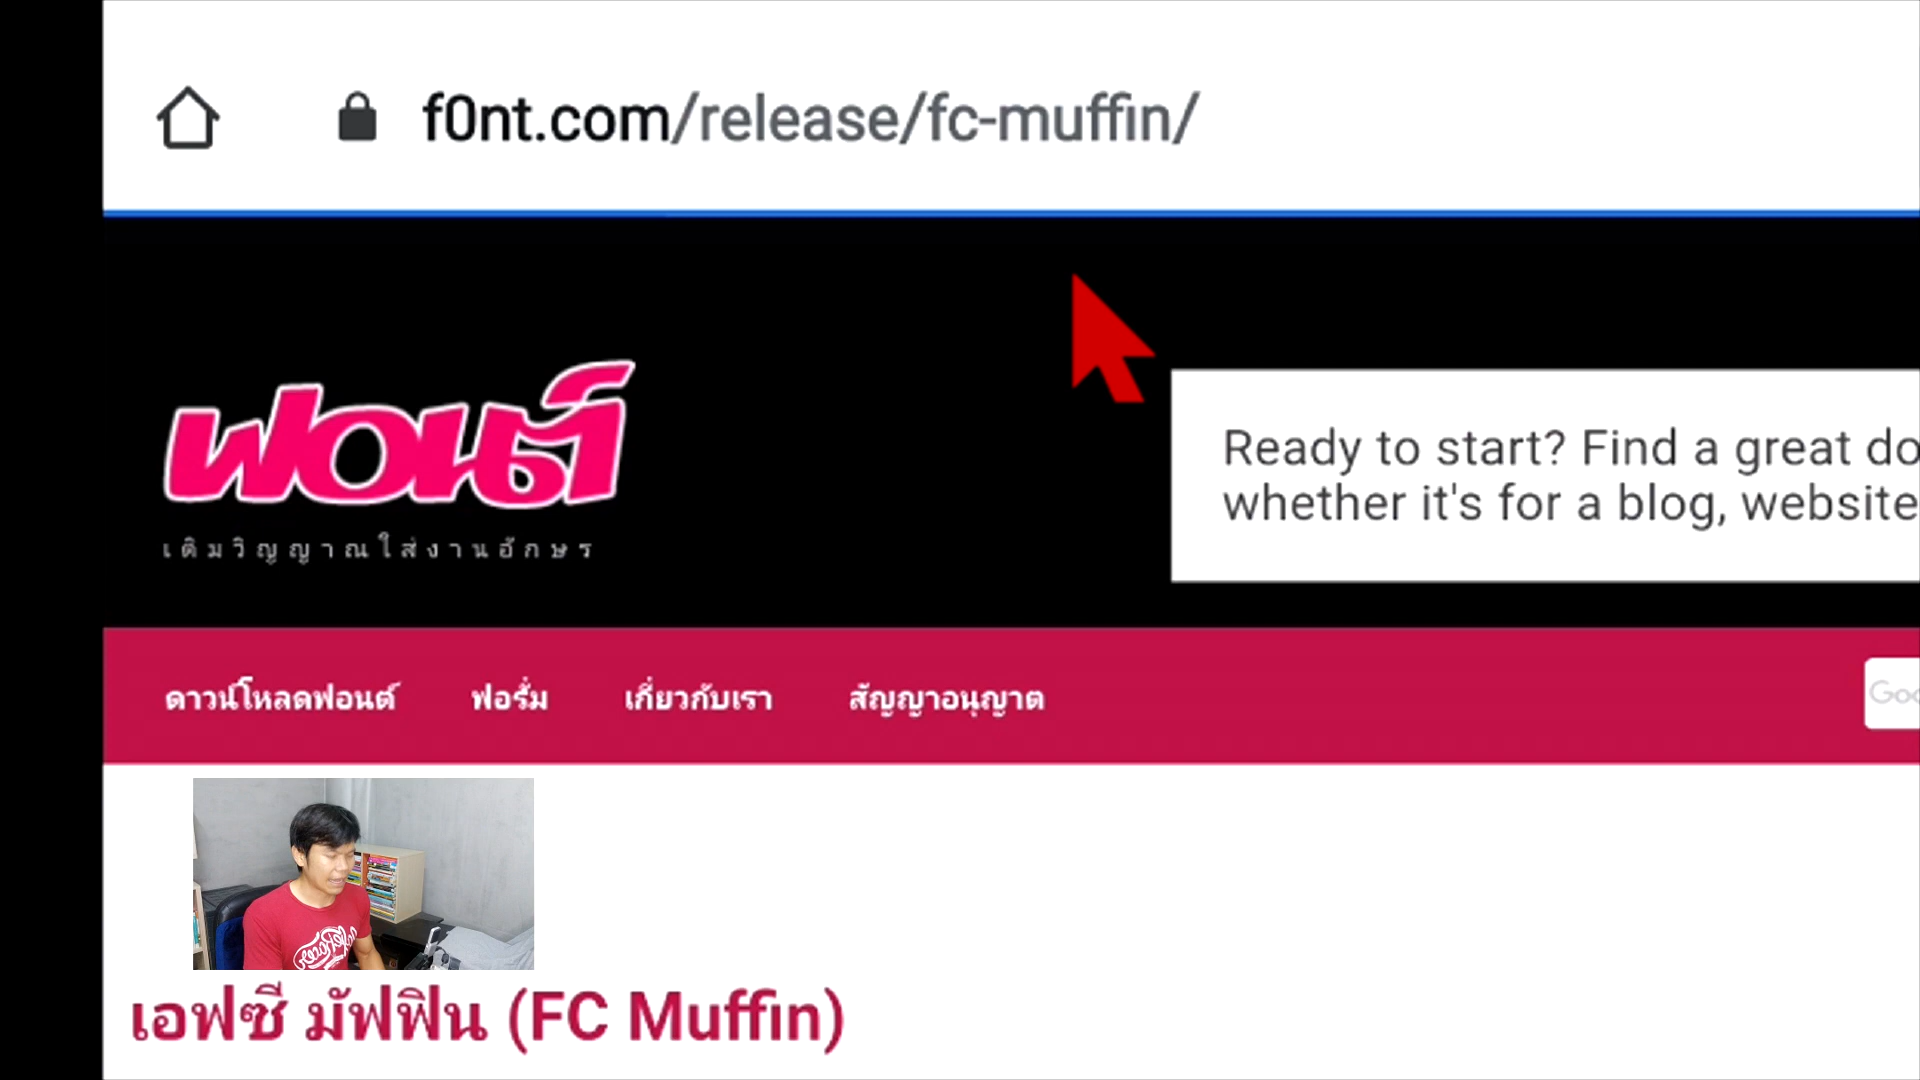 f0nt.com/release/fc-muffin/
ฟอนต์
เติมวิญญาณใส่งานอักษร
Ready to start? Find a great do
whether it's for a blog, website
ดาวน์โหลดฟอนต์ ฟอรั่ม เกี่ยวกับเรา สัญญาอนุญาต
Goo
เอฟซี มัฟฟิน (FC Muffin)